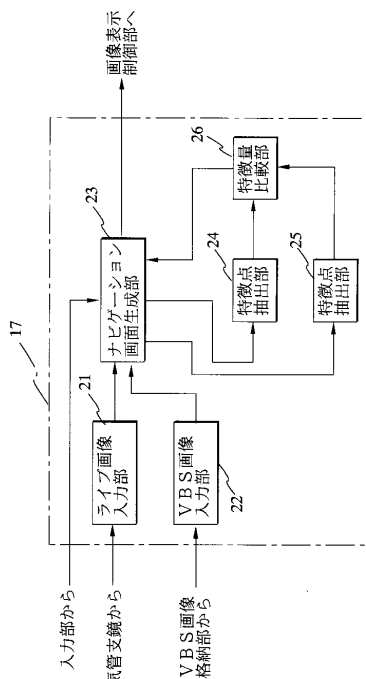 17
入力部から
気管支鏡から
VBS画像
格納部から
21
ライブ画像
入力部
VBS画像
入力部
22
23
ナビゲーション
画面生成部
24
特徴点
抽出部
25
特徴点
抽出部
26
特徴量
比較部
画像表示
制御部へ